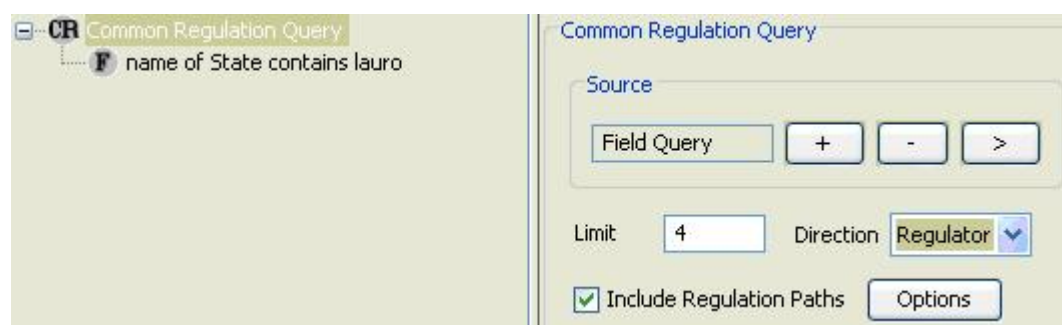 CR Common Regulation Query
F name of State contains lauro
Common Regulation Query
Source
Field Query + - >
Limit 4 Direction Regulator
Include Regulation Paths Options